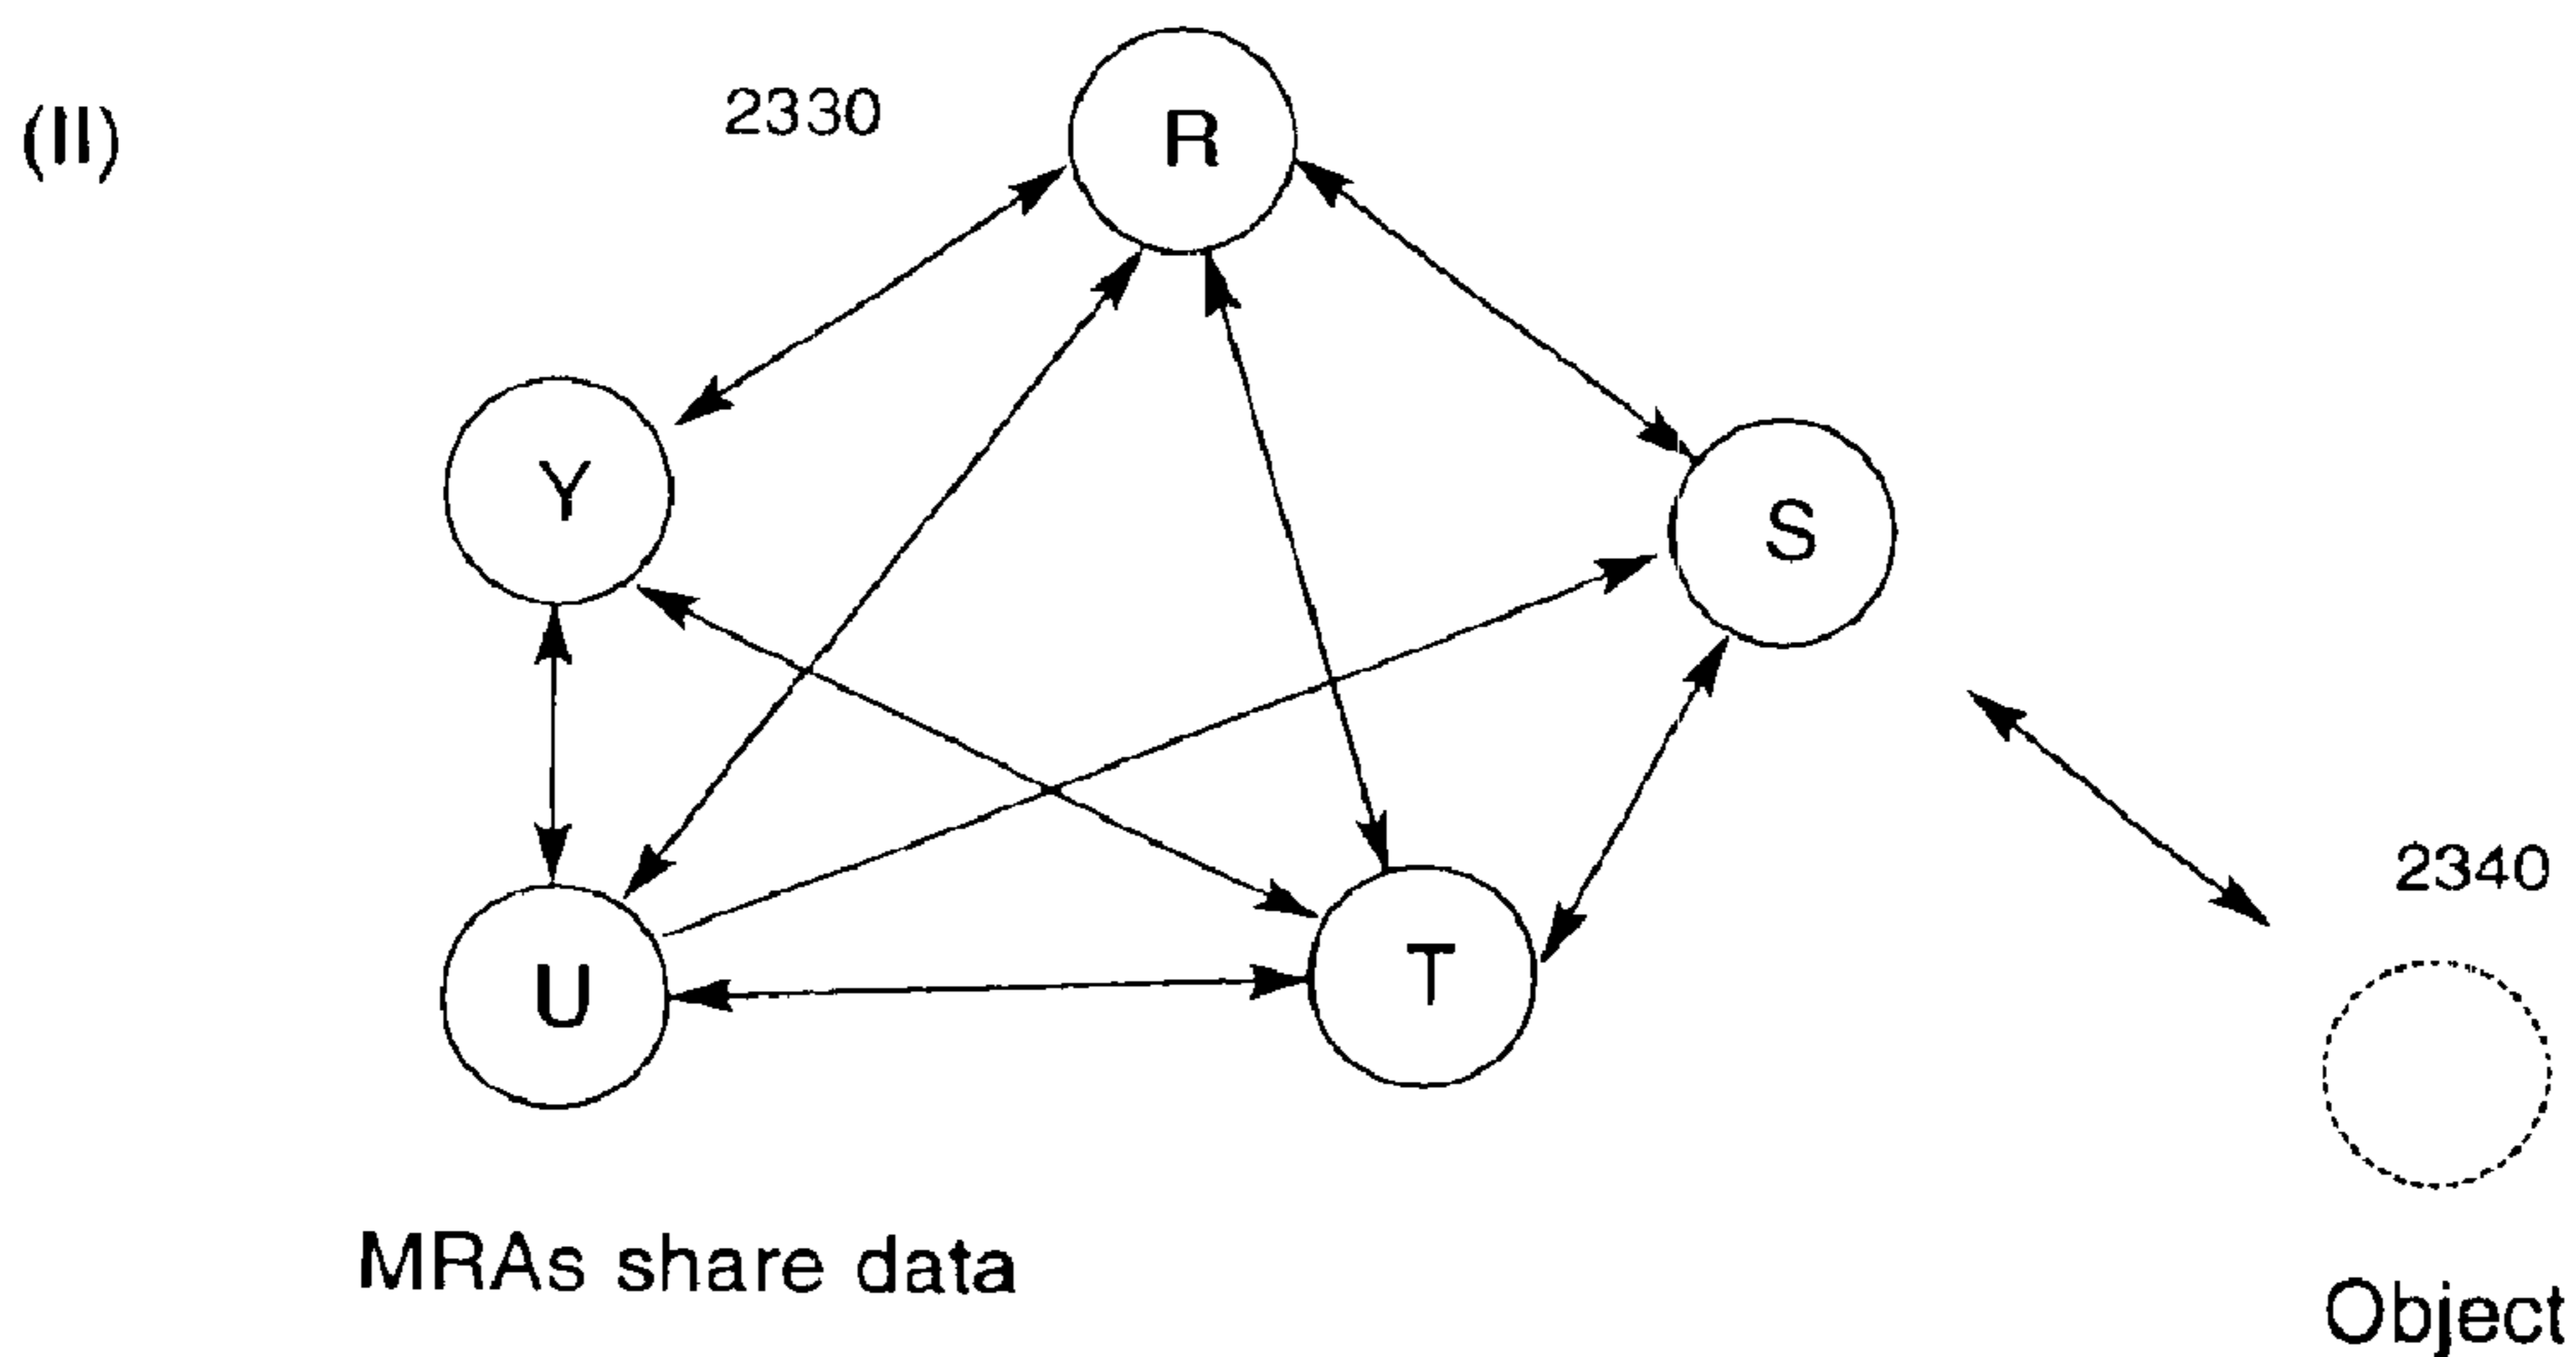 (II)
2330
R
Y
S
U
T
2340
MRAs share data
Object